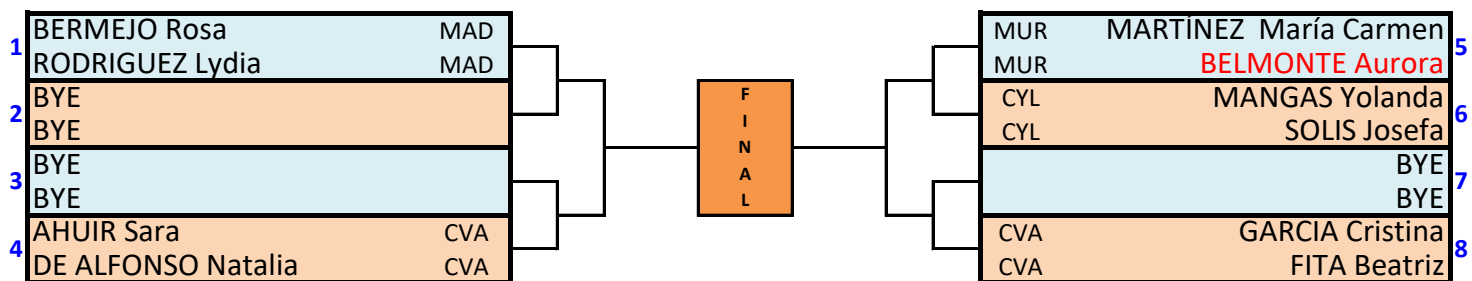 1 BERMEJO Rosa MAD
RODRIGUEZ Lydia MAD
2 BYE
BYE
3 BYE
BYE
4 AHUIR Sara CVA
DE ALFONSO Natalia CVA
F
I
N
A
L
MUR MARTÍNEZ María Carmen 5
MUR BELMONTE Aurora
CYL MANGAS Yolanda 6
CYL SOLIS Josefa
BYE 7
BYE
CVA GARCIA Cristina 8
CVA FITA Beatriz